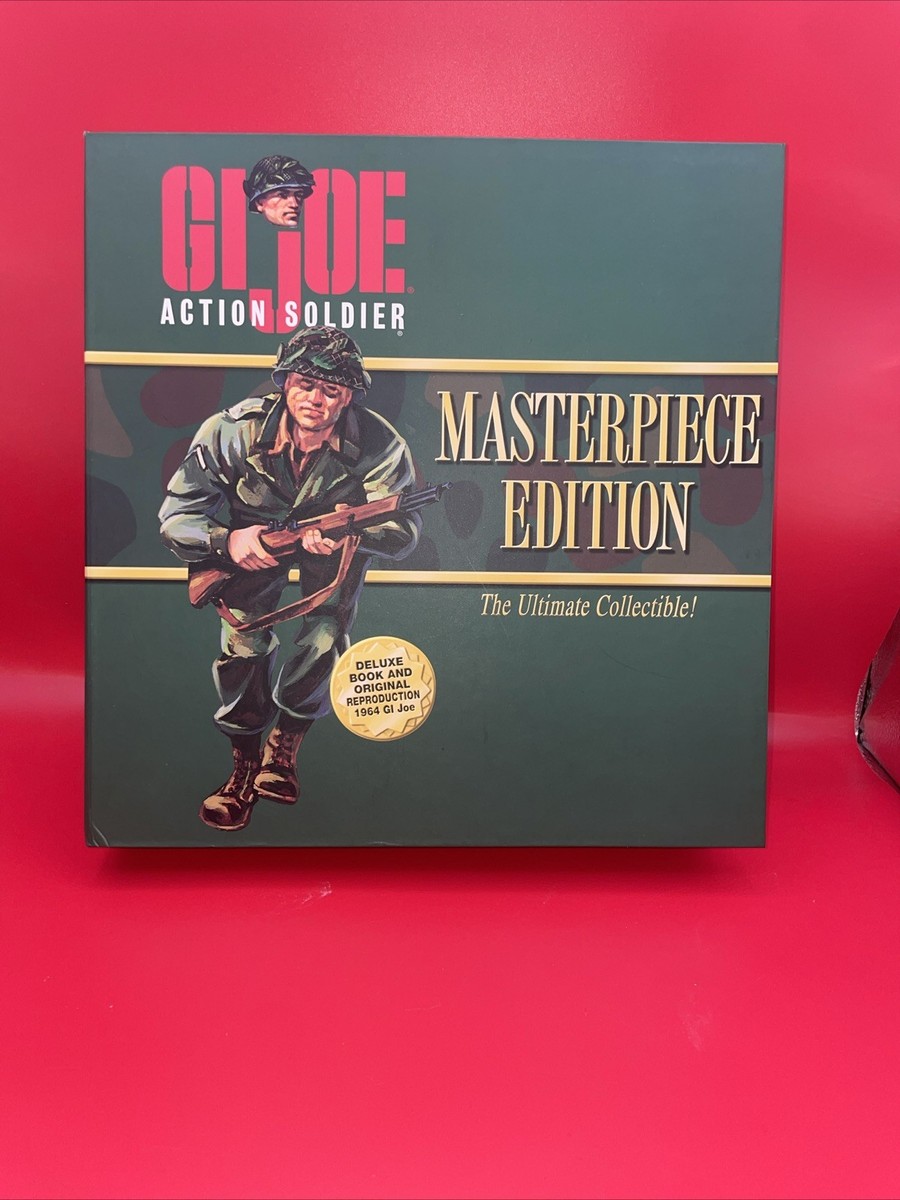 GI JOE®
ACTION SOLDIER®
MASTERPIECE
EDITION
The Ultimate Collectible!
DELUXE
BOOK AND
ORIGINAL
REPRODUCTION
1964 GI Joe